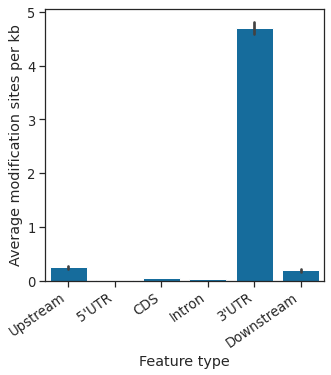 Average modification sites per kb
5
4
3
2
1
0
Upstream
5'UTR
CDS
Intron
3'UTR
Downstream
Feature type